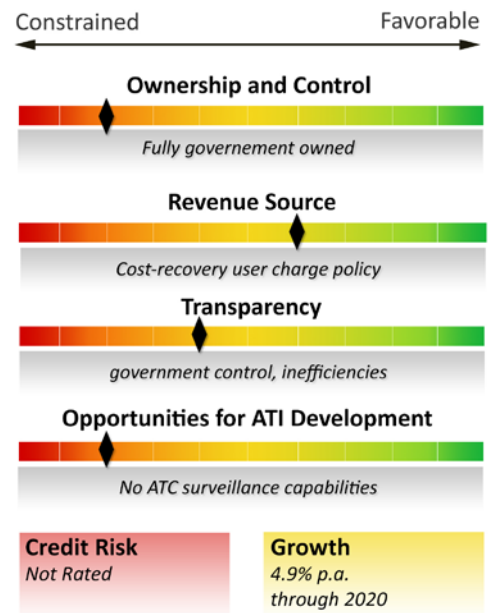 Constrained Favorable
Ownership and Control
Fully governement owned
Revenue Source
Cost-recovery user charge policy
Transparency
government control, inefficiencies
Opportunities for ATI Development
No ATC surveillance capabilities
Credit Risk
Not Rated
Growth
4.9% p.a.
through 2020